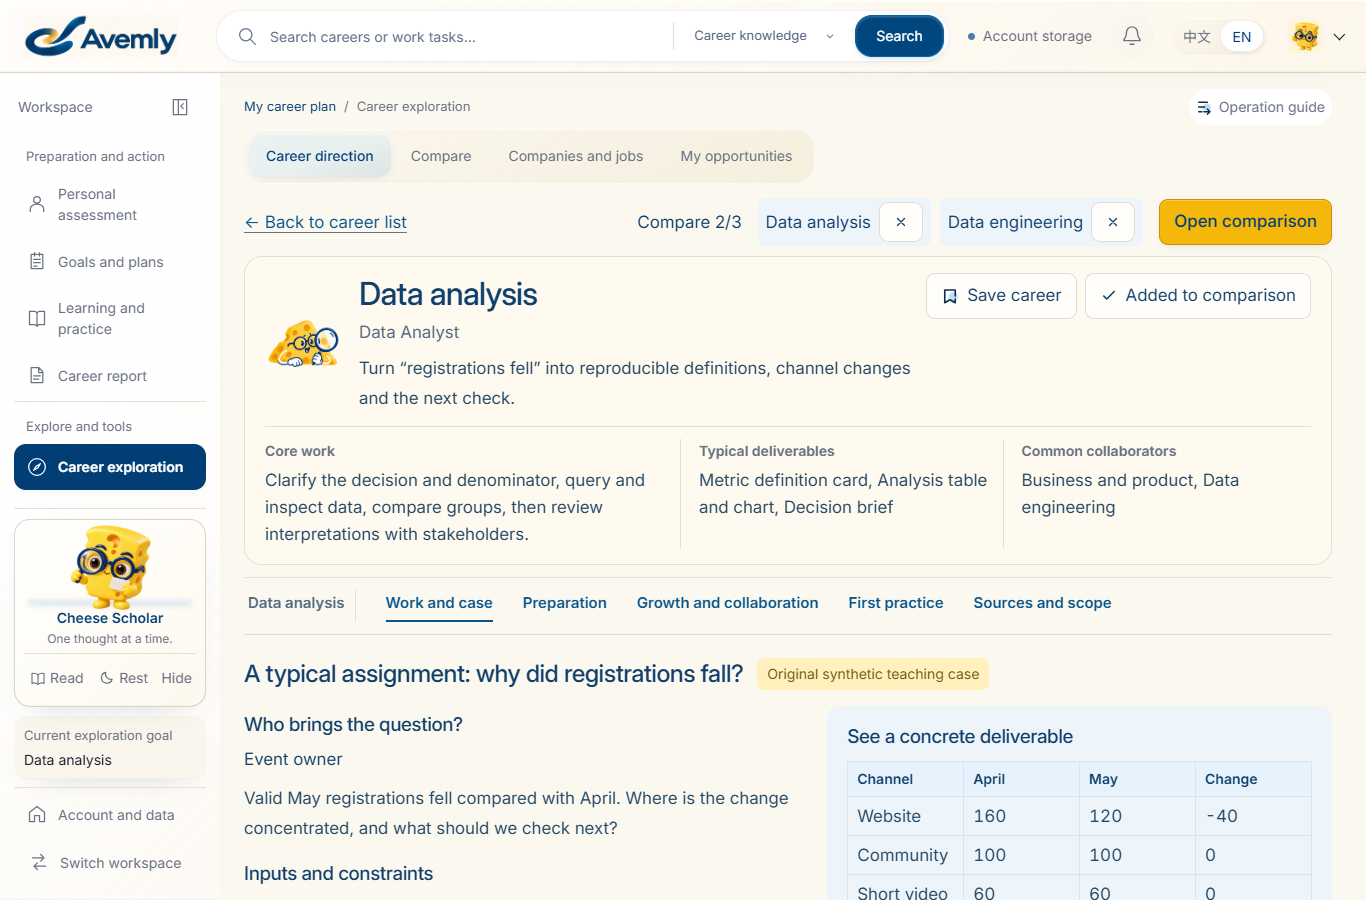 Avemly
Search careers or work tasks...
Career knowledge
Search
Account storage
中文
EN
Workspace
Preparation and action
Personal
assessment
Goals and plans
Learning and
practice
Career report
Explore and tools
Career exploration
Cheese Scholar
One thought at a time.
Read
Rest
Hide
Current exploration goal
Data analysis
Account and data
Switch workspace
My career plan / Career exploration
Operation guide
Career direction
Compare
Companies and jobs
My opportunities
← Back to career list
Compare 2/3
Data analysis ×
Data engineering ×
Open comparison
Data analysis
Save career
Added to comparison
Data Analyst
Turn “registrations fell” into reproducible definitions, channel changes
and the next check.
Core work
Clarify the decision and denominator, query and
inspect data, compare groups, then review
interpretations with stakeholders.
Typical deliverables
Metric definition card, Analysis table
and chart, Decision brief
Common collaborators
Business and product, Data
engineering
Data analysis
Work and case
Preparation
Growth and collaboration
First practice
Sources and scope
A typical assignment: why did registrations fall?
Original synthetic teaching case
Who brings the question?
Event owner
Valid May registrations fell compared with April. Where is the change
concentrated, and what should we check next?
Inputs and constraints
See a concrete deliverable
Channel April May Change
Website 160 120 -40
Community 100 100 0
Short video 60 60 0